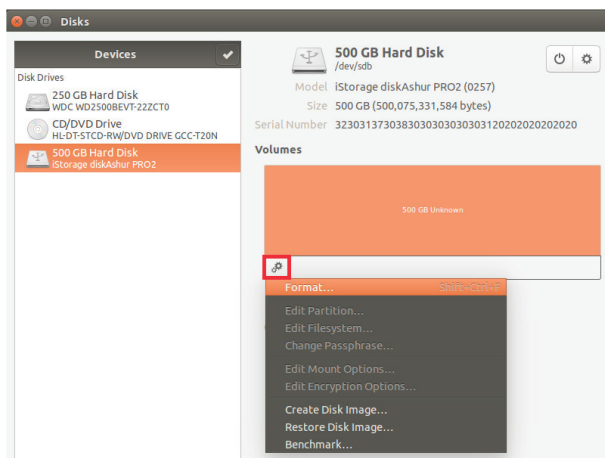 Disks
Devices
Disk Drives
250 GB Hard Disk
WDC WD2500BEVT-22ZCT0
CD/DVD Drive
HL-DT-STCD-RW/DVD DRIVE GCC-T20N
500 GB Hard Disk
iStorage diskAshur PRO2
500 GB Hard Disk
/dev/sdb
Model iStorage diskAshur PRO2 (0257)
Size 500 GB (500,075,331,584 bytes)
Serial Number 32303137303830303030303031202020202020
Volumes
500 GB Unknown
Format... Shift+Ctrl+F
Edit Partition...
Edit Filesystem...
Change Passphrase...
Edit Mount Options...
Edit Encryption Options...
Create Disk Image...
Restore Disk Image...
Benchmark...